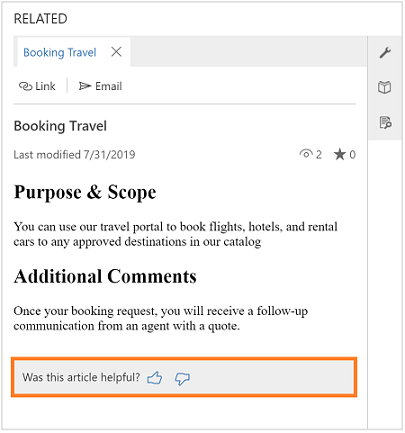 RELATED
Booking Travel
Link Email
Booking Travel
Last modified 7/31/2019 2 0
Purpose & Scope
You can use our travel portal to book flights, hotels, and rental
cars to any approved destinations in our catalog
Additional Comments
Once your booking request, you will receive a follow-up
communication from an agent with a quote.
Was this article helpful?